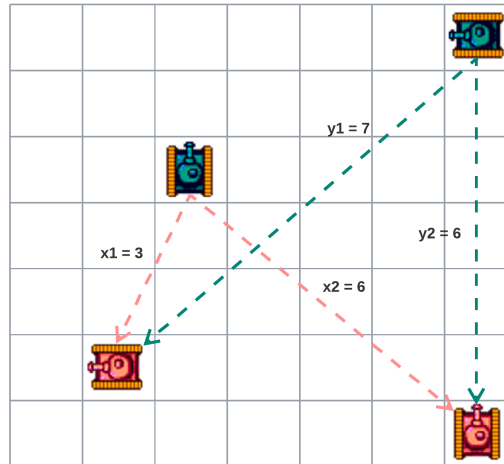 y1 = 7
y2 = 6
x1 = 3
x2 = 6